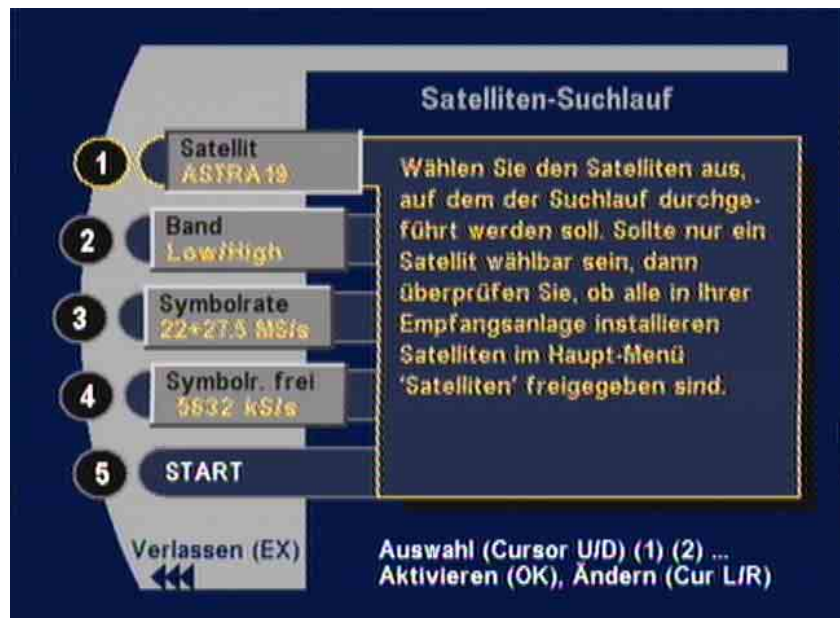 Satelliten-Suchlauf
1
Satellit
ASTRA19
2
Band
Low/High
3
Symbolrate
22+27.5 MS/s
4
Symbolr. frei
5632 kS/s
5
START
Wählen Sie den Satelliten aus,
auf dem der Suchlauf durchge-
führt werden soll. Sollte nur ein
Satellit wählbar sein, dann
überprüfen Sie, ob alle in Ihrer
Empfangsanlage installieren
Satelliten im Haupt-Menü
'Satelliten' freigegeben sind.
Verlassen (EX)
Auswahl (Cursor U/D) (1) (2) ...
Aktivieren (OK), Ändern (Cur L/R)